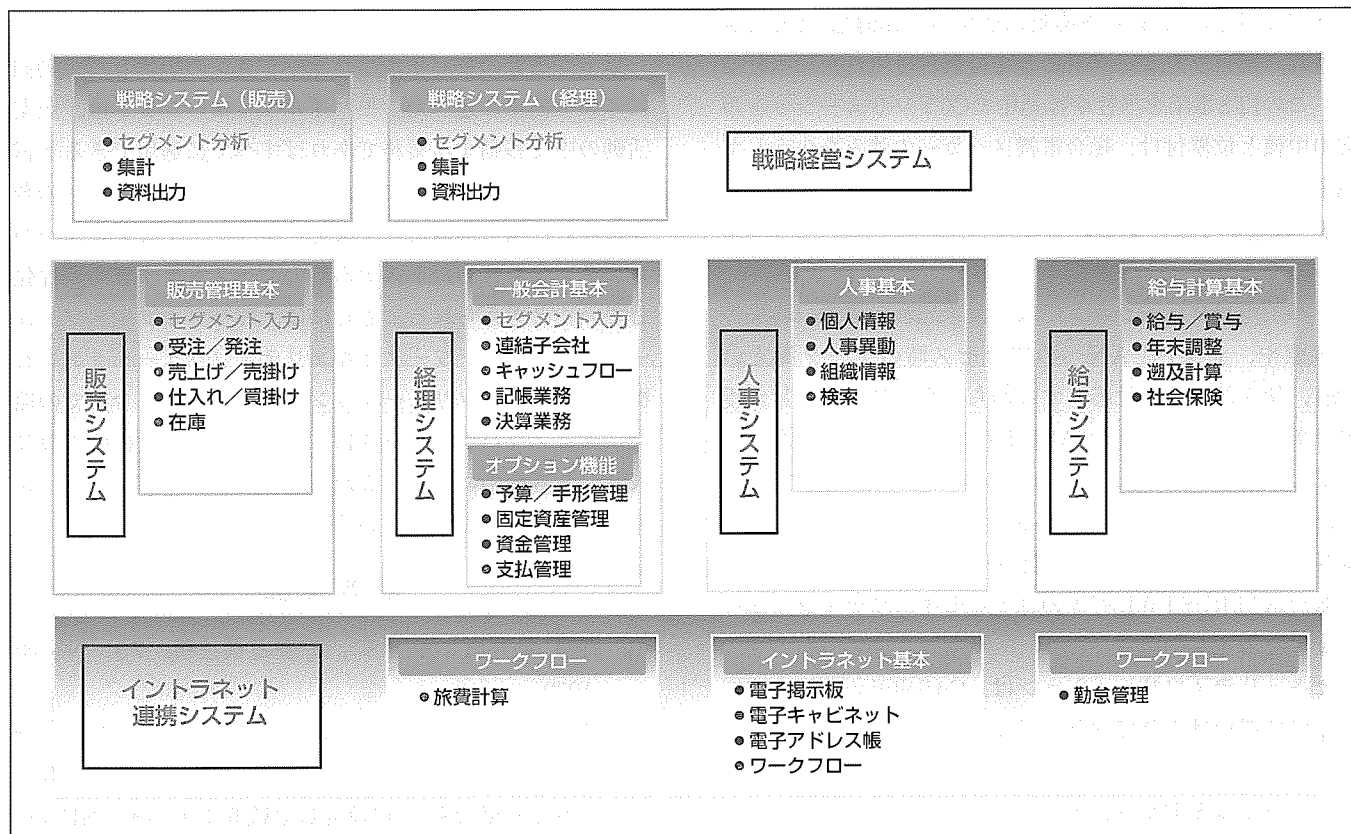 戦略システム（販売）
●セグメント分析
●集計
●資料出力
戦略システム（経理）
●セグメント分析
●集計
●資料出力
戦略経営システム
販売システム
販売管理基本
●セグメント入力
●受注／発注
●売上げ／売掛け
●仕入れ／買掛け
●在庫
経理システム
一般会計基本
●セグメント入力
●連結子会社
●キャッシュフロー
●記帳業務
●決算業務
オプション機能
●予算／手形管理
●固定資産管理
●資金管理
●支払管理
人事システム
人事基本
●個人情報
●人事異動
●組織情報
●検索
給与システム
給与計算基本
●給与／賞与
●年末調整
●遡及計算
●社会保険
イントラネット
連携システム
ワークフロー
●旅費計算
イントラネット基本
●電子掲示板
●電子キャビネット
●電子アドレス帳
●ワークフロー
ワークフロー
●勤怠管理